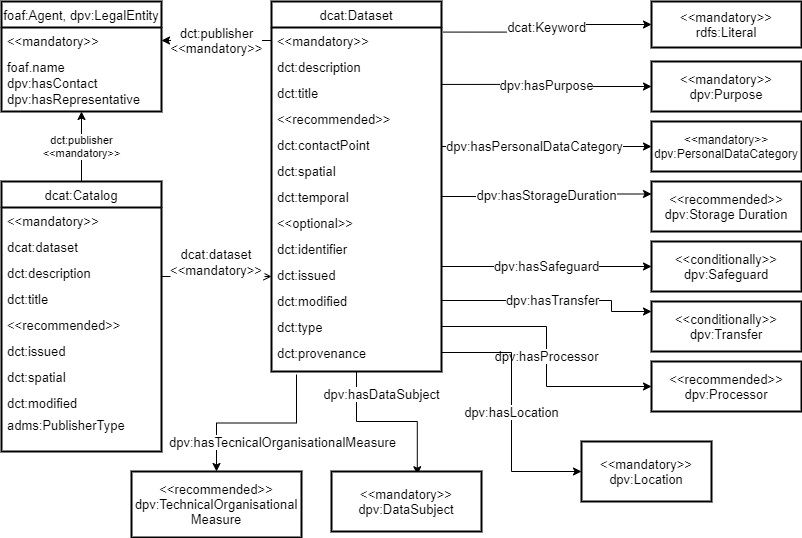 foaf:Agent, dpv:LegalEntity
<<mandatory>>
foaf.name
dpv:hasContact
dpv:hasRepresentative
dct:publisher
<<mandatory>>
dct:publisher
<<mandatory>>
dcat:Catalog
<<mandatory>>
dcat:dataset
dct:description
dct:title
<<recommended>>
dct:issued
dct:spatial
dct:modified
adms:PublisherType
dcat:dataset
<<mandatory>>
dcat:Dataset
<<mandatory>>
dct:description
dct:title
<<recommended>>
dct:contactPoint
dct:spatial
dct:temporal
<<optional>>
dct:identifier
dct:issued
dct:modified
dct:type
dct:provenance
dcat:Keyword
<<mandatory>>
rdfs:Literal
dpv:hasPurpose
<<mandatory>>
dpv:Purpose
dpv:hasPersonalDataCategory
<<mandatory>>
dpv:PersonalDataCategory
dpv:hasStorageDuration
<<recommended>>
dpv:Storage Duration
dpv:hasSafeguard
<<conditionally>>
dpv:Safeguard
dpv:hasTransfer
<<conditionally>>
dpv:Transfer
dpv:hasProcessor
<<recommended>>
dpv:Processor
dpv:hasLocation
<<mandatory>>
dpv:Location
dpv:hasDataSubject
<<mandatory>>
dpv:DataSubject
dpv:hasTecnicalOrganisationalMeasure
<<recommended>>
dpv:TechnicalOrganisational
Measure